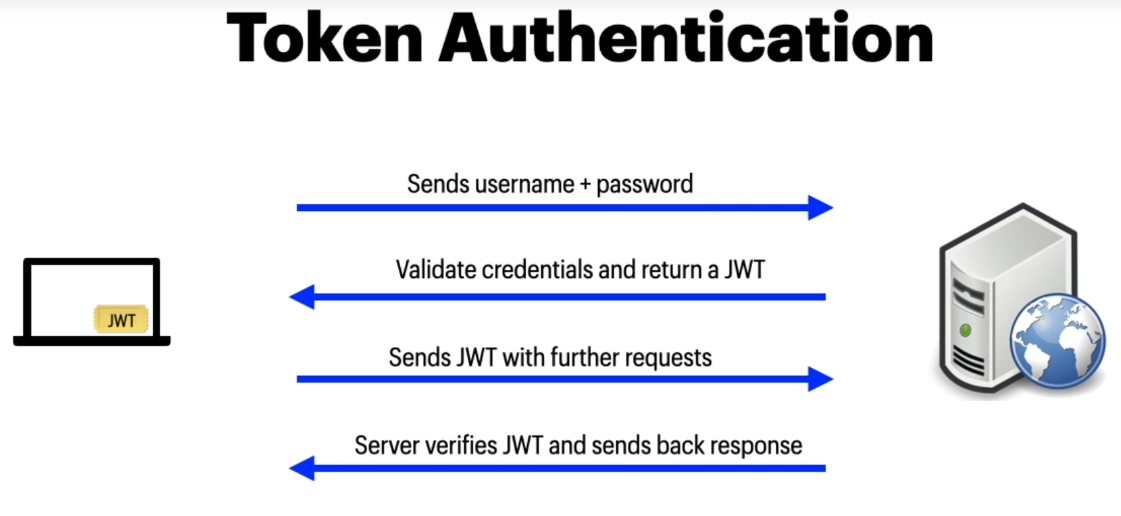 Token Authentication
Sends username + password
Validate credentials and return a JWT
JWT
Sends JWT with further requests
Server verifies JWT and sends back response